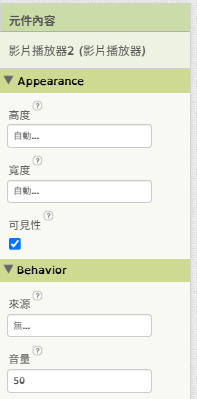 元件內容
影片播放器2 (影片播放器)
Appearance
高度 ?
自動...
寬度 ?
自動...
可見性 ?
Behavior
來源 ?
無...
音量 ?
50